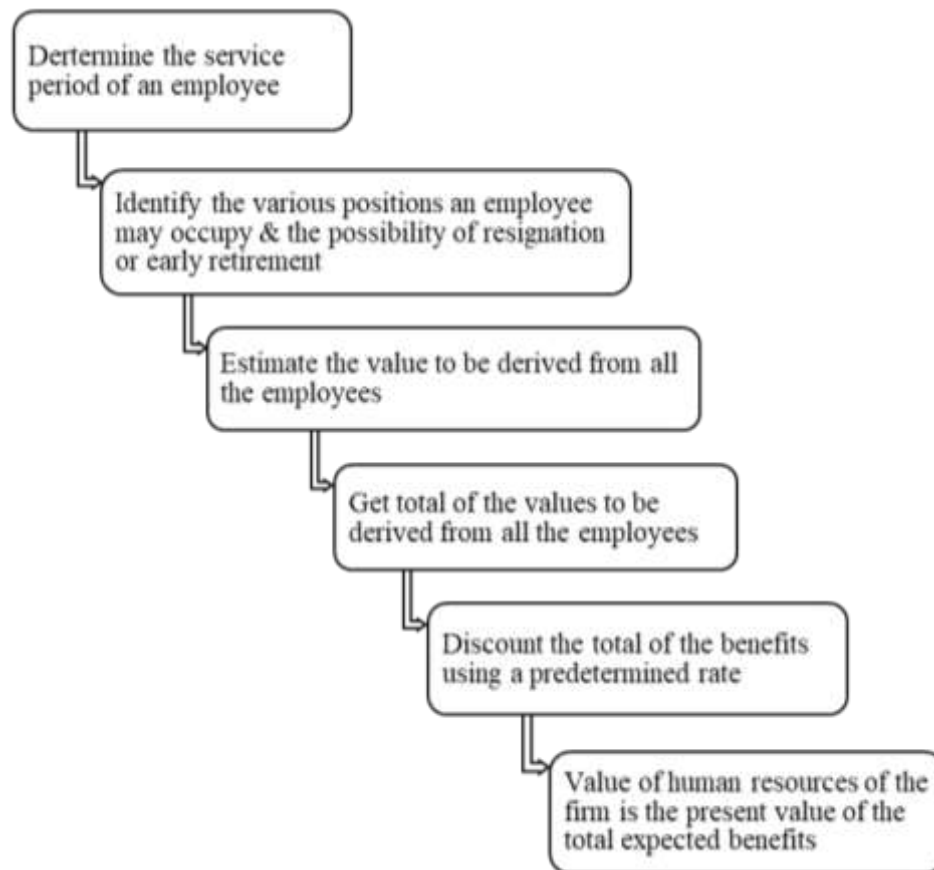 Dertermine the service
period of an employee
Identify the various positions an employee
may occupy & the possibility of resignation
or early retirement
Estimate the value to be derived from all
the employees
Get total of the values to be
derived from all the employees
Discount the total of the benefits
using a predetermined rate
Value of human resources of the
firm is the present value of the
total expected benefits